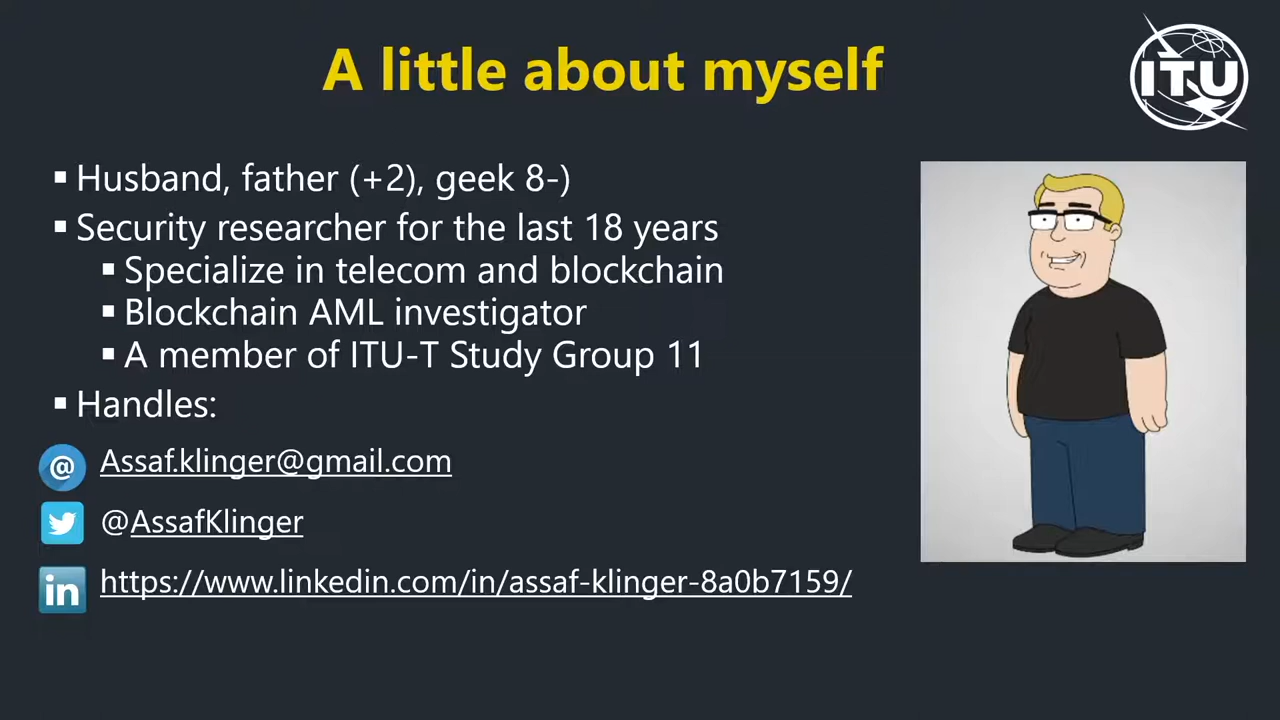 A little about myself
ITU
▪ Husband, father (+2), geek 8-)
▪ Security researcher for the last 18 years
▪ Specialize in telecom and blockchain
▪ Blockchain AML investigator
▪ A member of ITU-T Study Group 11
▪ Handles:
@ Assaf.klinger@gmail.com
@AssafKlinger
in https://www.linkedin.com/in/assaf-klinger-8a0b7159/